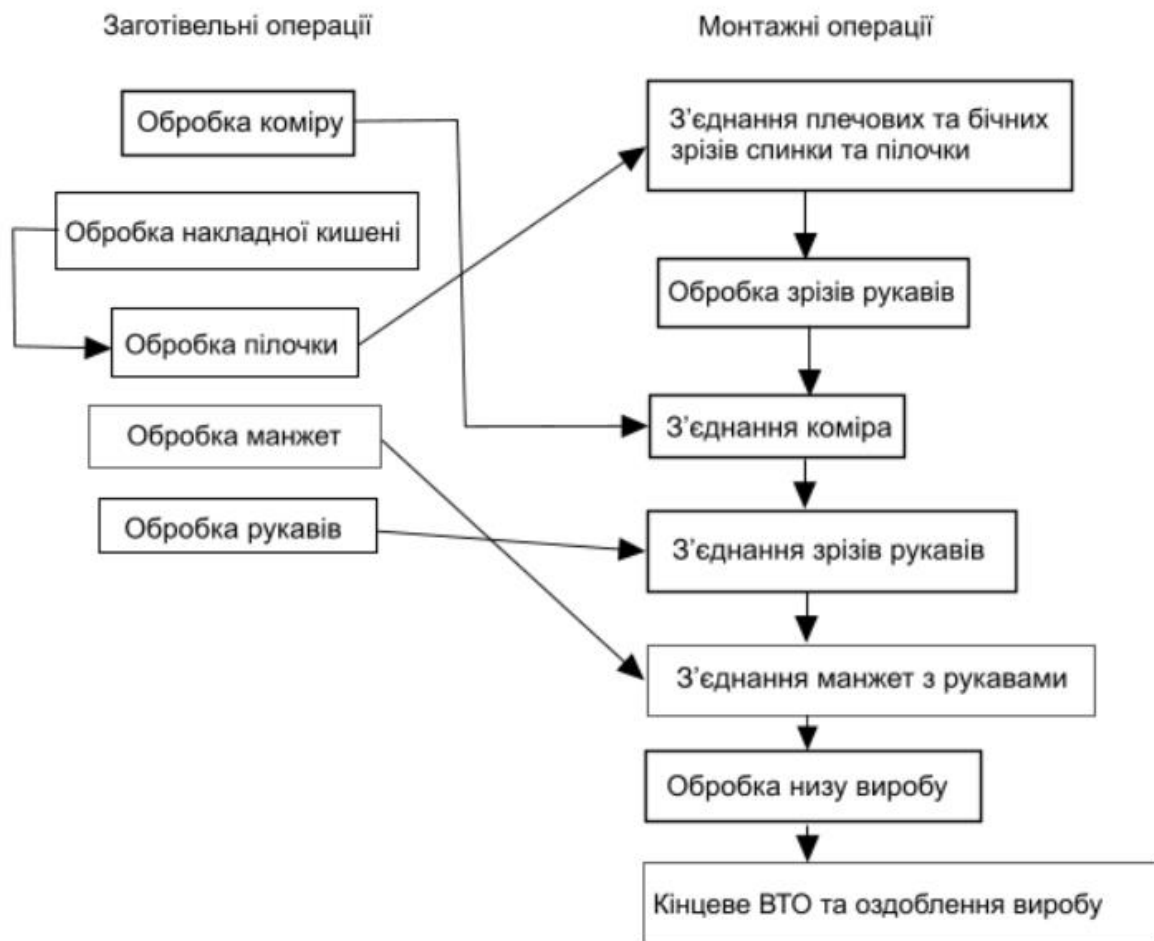 Заготівельні операції
Монтажні операції
Обробка коміру
Обробка накладної кишені
Обробка пілочки
Обробка манжет
Обробка рукавів
З’єднання плечових та бічних
зрізів спинки та пілочки
Обробка зрізів рукавів
З’єднання коміра
З’єднання зрізів рукавів
З’єднання манжет з рукавами
Обробка низу виробу
Кінцеве ВТО та оздоблення виробу